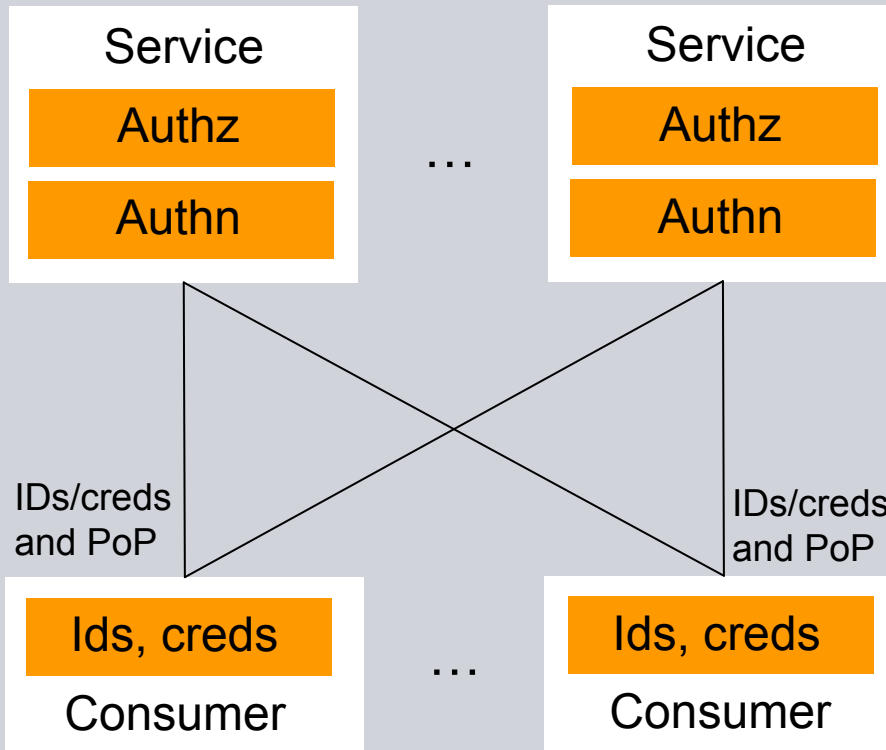 Service
Authz
Authn
…
Service
Authz
Authn
IDs/creds
and PoP
IDs/creds
and PoP
Ids, creds
Consumer
…
Ids, creds
Consumer